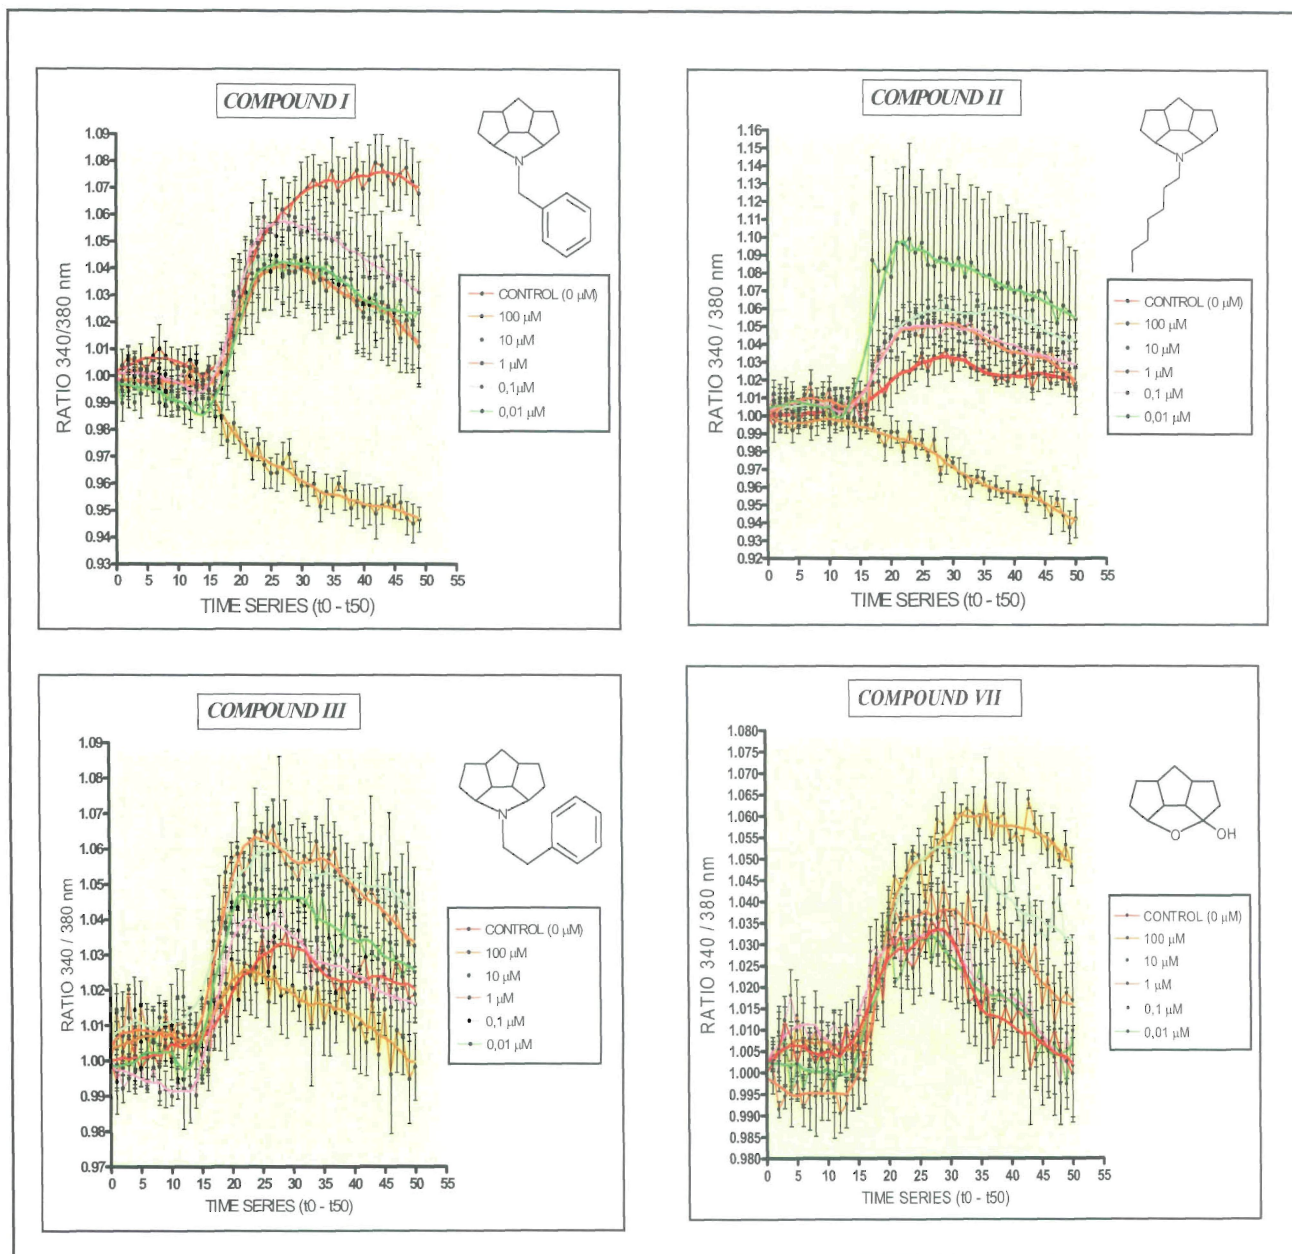 COMPOUND I
RATIO 340/380 nm
1.09
1.08
1.07
1.06
1.05
1.04
1.03
1.02
1.01
1.00
0.99
0.98
0.97
0.96
0.95
0.94
0.93
0 5 10 15 20 25 30 35 40 45 50 55
TIME SERIES (t0 - t50)
N
CONTROL (0 µM)
100 µM
10 µM
1 µM
0,1µM
0,01 µM
COMPOUND II
RATIO 340 / 380 nm
1.16
1.15
1.14
1.13
1.12
1.11
1.10
1.09
1.08
1.07
1.06
1.05
1.04
1.03
1.02
1.01
1.00
0.99
0.98
0.97
0.96
0.95
0.94
0.93
0.92
0 5 10 15 20 25 30 35 40 45 50 55
TIME SERIES (t0 - t50)
N
CONTROL (0 µM)
100 µM
10 µM
1 µM
0,1 µM
0,01 µM
COMPOUND III
RATIO 340 / 380 nm
1.09
1.08
1.07
1.06
1.05
1.04
1.03
1.02
1.01
1.00
0.99
0.98
0.97
0 5 10 15 20 25 30 35 40 45 50 55
TIME SERIES (t0 - t50)
N
CONTROL (0 µM)
100 µM
10 µM
1 µM
0,1 µM
0,01 µM
COMPOUND VII
RATIO 340 / 380 nm
1.080
1.075
1.070
1.065
1.060
1.055
1.050
1.045
1.040
1.035
1.030
1.025
1.020
1.015
1.010
1.005
1.000
0.995
0.990
0.985
0.980
0 5 10 15 20 25 30 35 40 45 50 55
TIME SERIES (t0 - t50)
O OH
CONTROL (0 µM)
100 µM
10 µM
1 µM
0,1 µM
0,01 µM